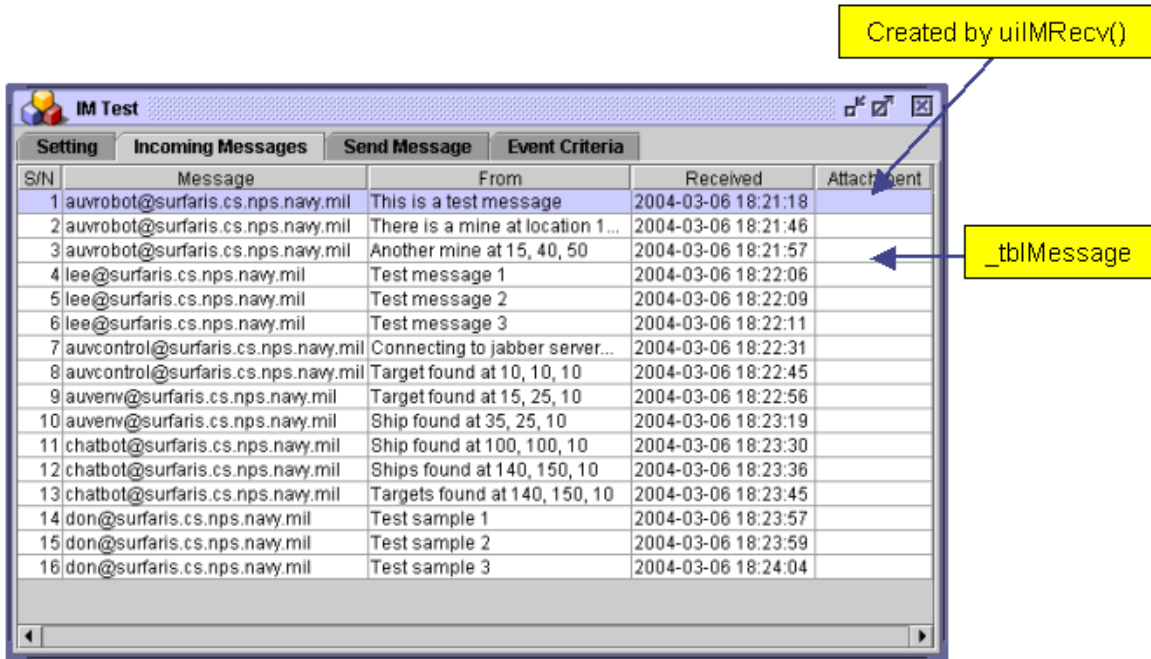 Created by uiIMRecv()
IM Test
Setting Incoming Messages Send Message Event Criteria
S/N Message From Received Attachment
1 auvrobot@surfaris.cs.nps.navy.mil This is a test message 2004-03-06 18:21:18
2 auvrobot@surfaris.cs.nps.navy.mil There is a mine at location 1... 2004-03-06 18:21:46
3 auvrobot@surfaris.cs.nps.navy.mil Another mine at 15, 40, 50 2004-03-06 18:21:57
_tblMessage
4 lee@surfaris.cs.nps.navy.mil Test message 1 2004-03-06 18:22:06
5 lee@surfaris.cs.nps.navy.mil Test message 2 2004-03-06 18:22:09
6 lee@surfaris.cs.nps.navy.mil Test message 3 2004-03-06 18:22:11
7 auvcontrol@surfaris.cs.nps.navy.mil Connecting to jabber server... 2004-03-06 18:22:31
8 auvcontrol@surfaris.cs.nps.navy.mil Target found at 10, 10, 10 2004-03-06 18:22:45
9 auvenv@surfaris.cs.nps.navy.mil Target found at 15, 25, 10 2004-03-06 18:22:56
10 auvenv@surfaris.cs.nps.navy.mil Ship found at 35, 25, 10 2004-03-06 18:23:19
11 chatbot@surfaris.cs.nps.navy.mil Ship found at 100, 100, 10 2004-03-06 18:23:30
12 chatbot@surfaris.cs.nps.navy.mil Ships found at 140, 150, 10 2004-03-06 18:23:36
13 chatbot@surfaris.cs.nps.navy.mil Targets found at 140, 150, 10 2004-03-06 18:23:45
14 don@surfaris.cs.nps.navy.mil Test sample 1 2004-03-06 18:23:57
15 don@surfaris.cs.nps.navy.mil Test sample 2 2004-03-06 18:23:59
16 don@surfaris.cs.nps.navy.mil Test sample 3 2004-03-06 18:24:04